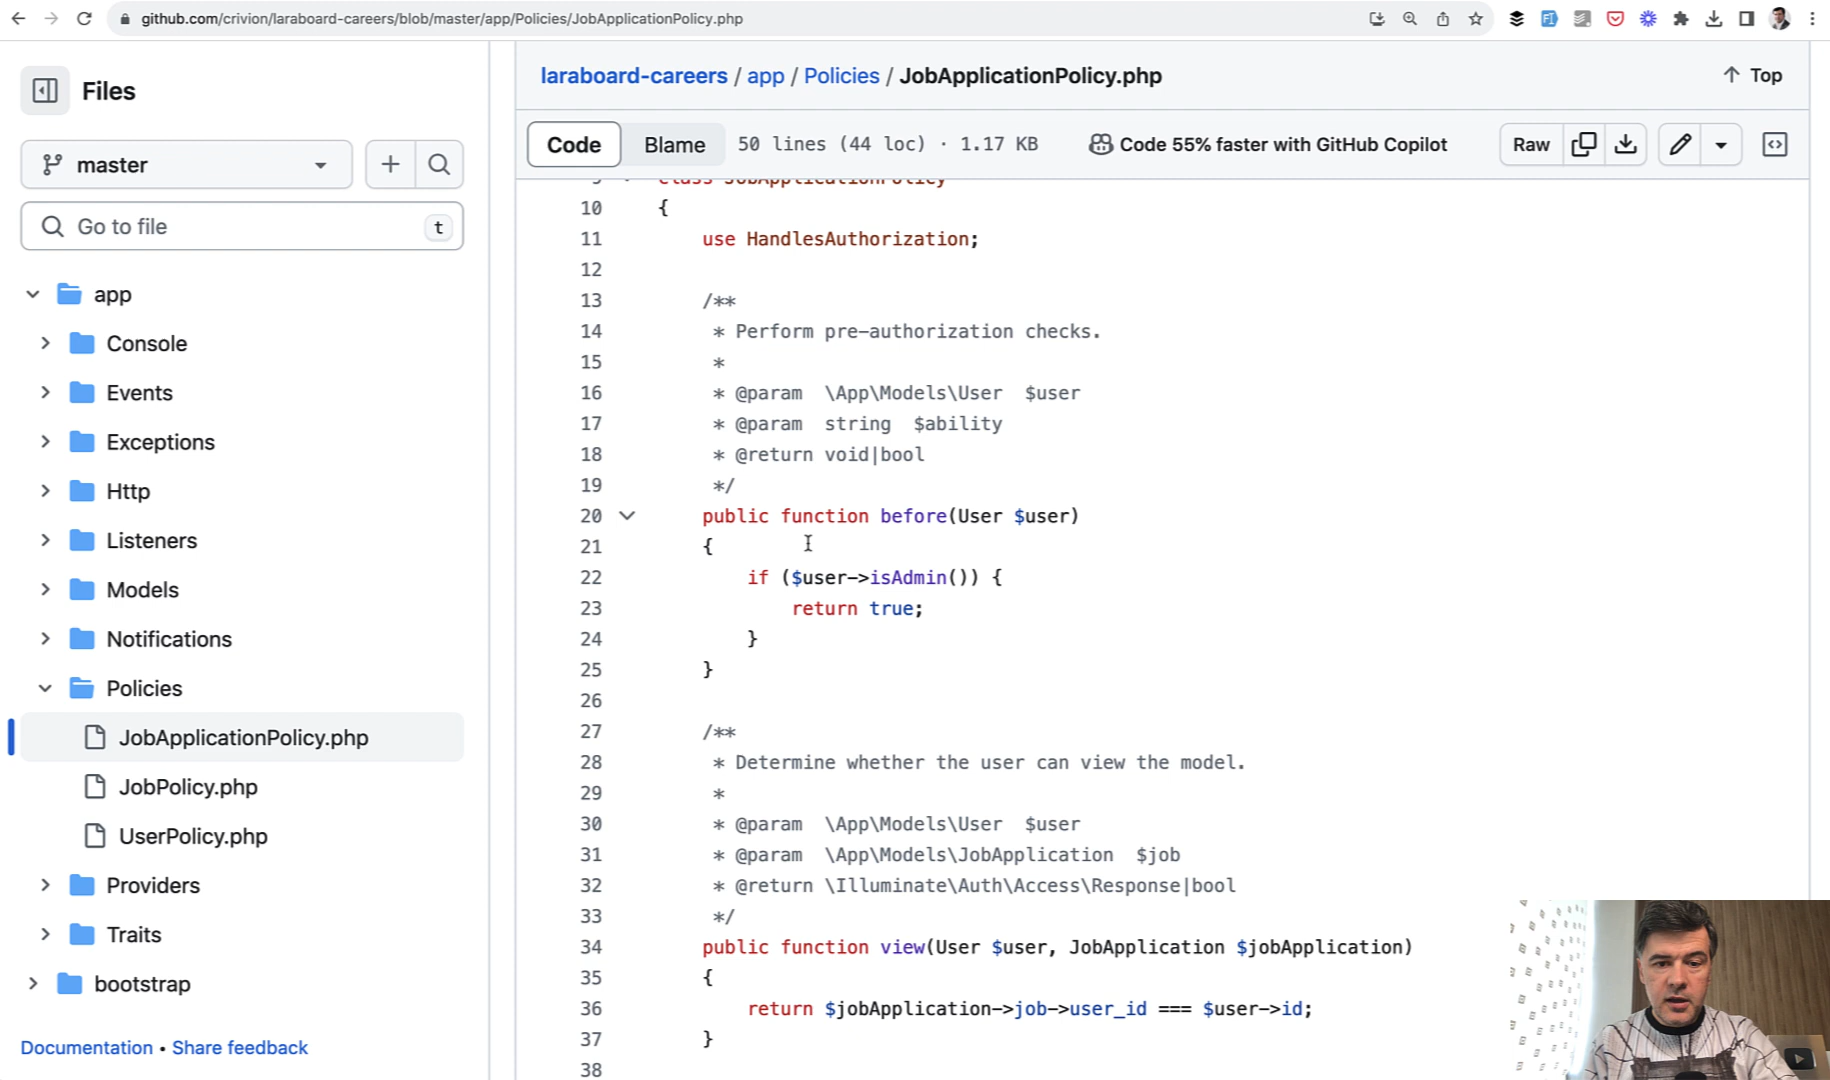 github.com/crivion/laraboard-careers/blob/master/app/Policies/JobApplicationPolicy.php
Files
master
Go to file
t
app
Console
Events
Exceptions
Http
Listeners
Models
Notifications
Policies
JobApplicationPolicy.php
JobPolicy.php
UserPolicy.php
Providers
Traits
bootstrap
Documentation • Share feedback
laraboard-careers / app / Policies / JobApplicationPolicy.php
Top
Code
Blame
50 lines (44 loc) · 1.17 KB
Code 55% faster with GitHub Copilot
Raw
9 class JobApplicationPolicy
10 {
11 use HandlesAuthorization;
12
13 /**
14 * Perform pre-authorization checks.
15 *
16 * @param \App\Models\User $user
17 * @param string $ability
18 * @return void|bool
19 */
20 public function before(User $user)
21 {
22 if ($user->isAdmin()) {
23 return true;
24 }
25 }
26
27 /**
28 * Determine whether the user can view the model.
29 *
30 * @param \App\Models\User $user
31 * @param \App\Models\JobApplication $job
32 * @return \Illuminate\Auth\Access\Response|bool
33 */
34 public function view(User $user, JobApplication $jobApplication)
35 {
36 return $jobApplication->job->user_id === $user->id;
37 }
38